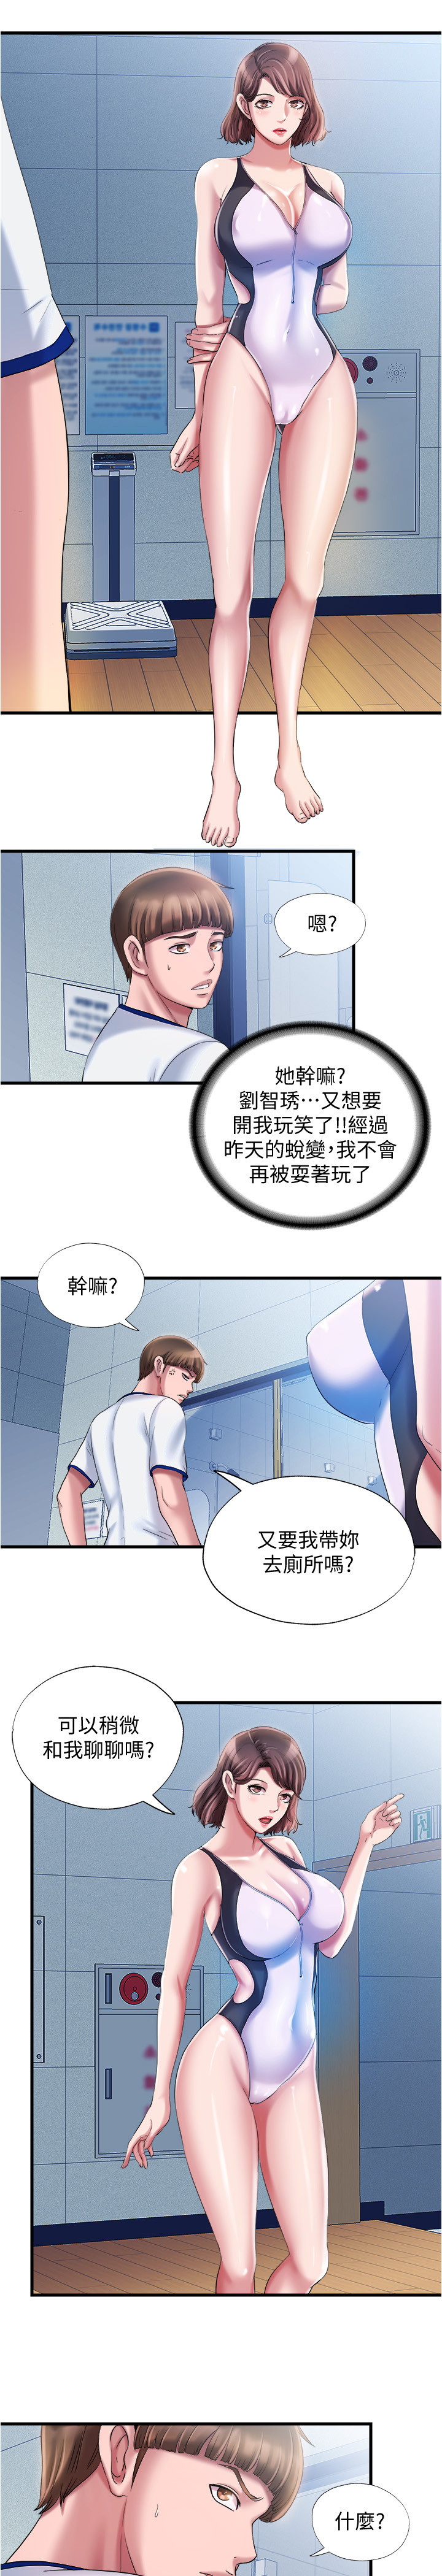 嗯?
她幹嘛?
劉智琇⋯又想要
開我玩笑了!!經過
昨天的蛻變,我不會
再被耍著玩了
幹嘛?
又要我帶妳
去廁所嗎?
可以稍微
和我聊聊嗎?
什麼?